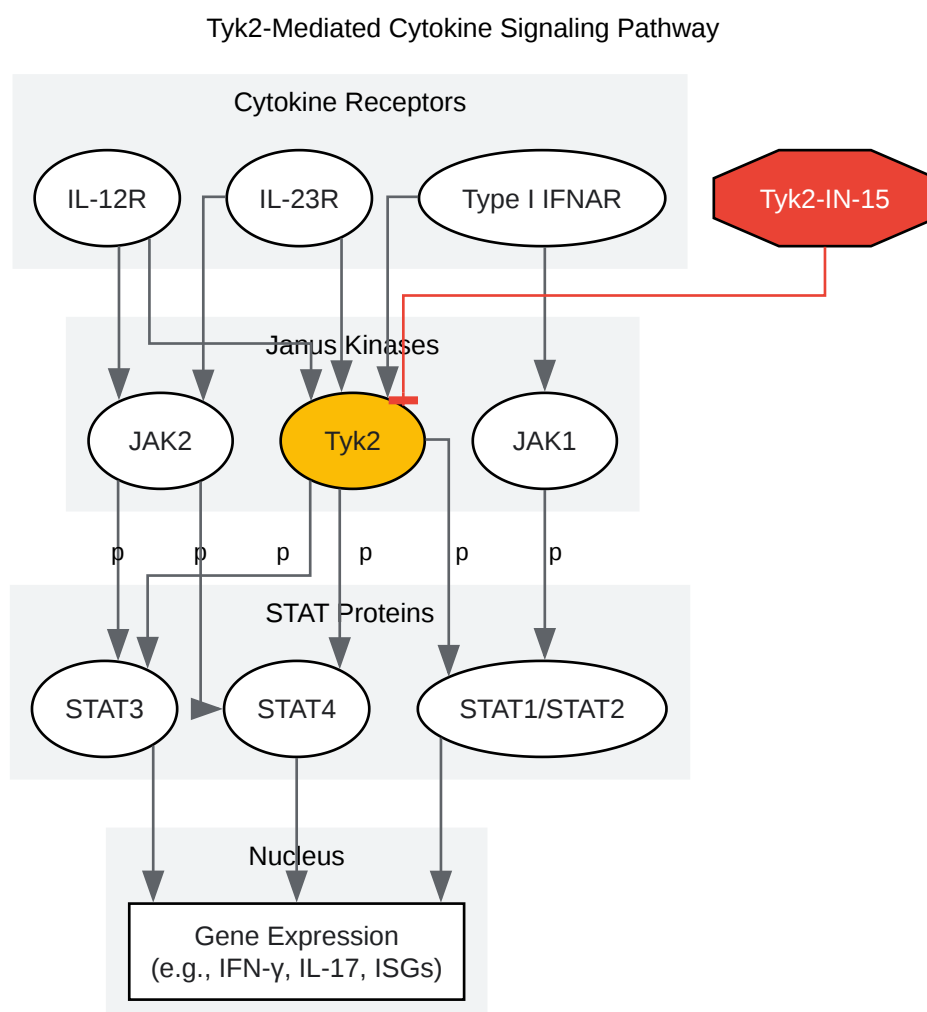 Tyk2-Mediated Cytokine Signaling Pathway
Cytokine Receptors
IL-12R
IL-23R
Type I IFNAR
Tyk2-IN-15
Janus Kinases
JAK2
Tyk2
JAK1
p
p
p
p
p
p
STAT Proteins
STAT3
STAT4
STAT1/STAT2
Nucleus
Gene Expression
(e.g., IFN-γ, IL-17, ISGs)